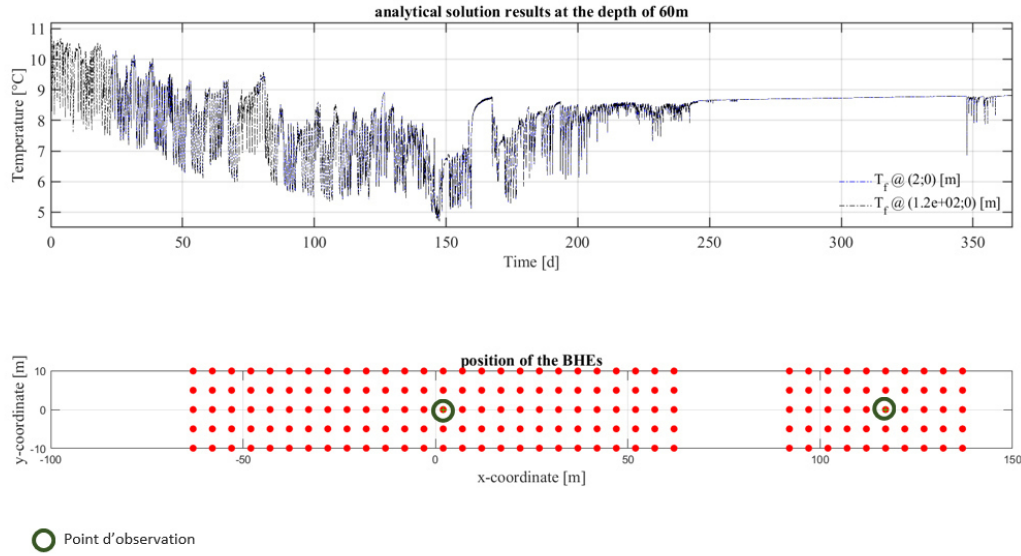 analytical solution results at the depth of 60m
11
10
9
8
7
6
5
Temperature [°C]
T_f @ (2;0) [m]
T_f @ (1.2e+02;0) [m]
0 50 100 150 200 250 300 350
Time [d]
position of the BHEs
10
0
-10
y-coordinate [m]
-100 -50 0 50 100 150
x-coordinate [m]
Point d'observation